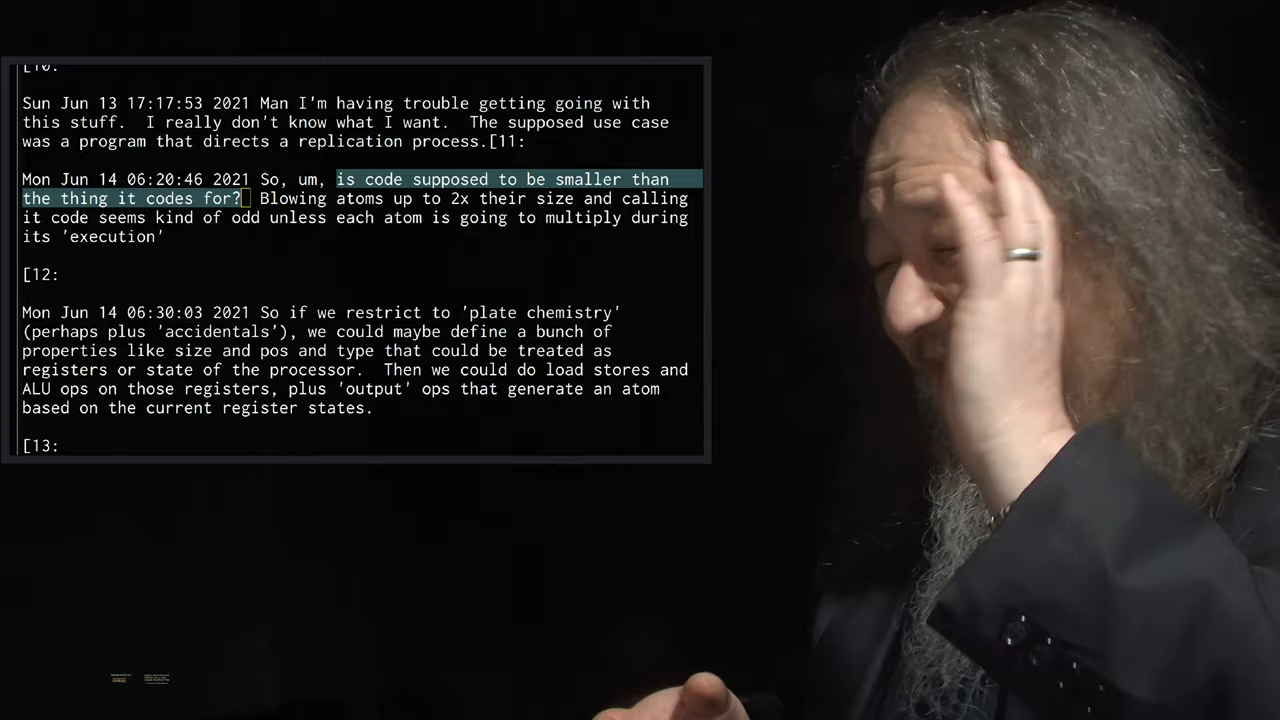 [10:
Sun Jun 13 17:17:53 2021 Man I'm having trouble getting going with
this stuff.  I really don't know what I want.  The supposed use case
was a program that directs a replication process.[11:
Mon Jun 14 06:20:46 2021 So, um, is code supposed to be smaller than
the thing it codes for?  Blowing atoms up to 2x their size and calling
it code seems kind of odd unless each atom is going to multiply during
its 'execution'
[12:
Mon Jun 14 06:30:03 2021 So if we restrict to 'plate chemistry'
(perhaps plus 'accidentals'), we could maybe define a bunch of
properties like size and pos and type that could be treated as
registers or state of the processor.  Then we could do load stores and
ALU ops on those registers, plus 'output' ops that generate an atom
based on the current register states.
[13: